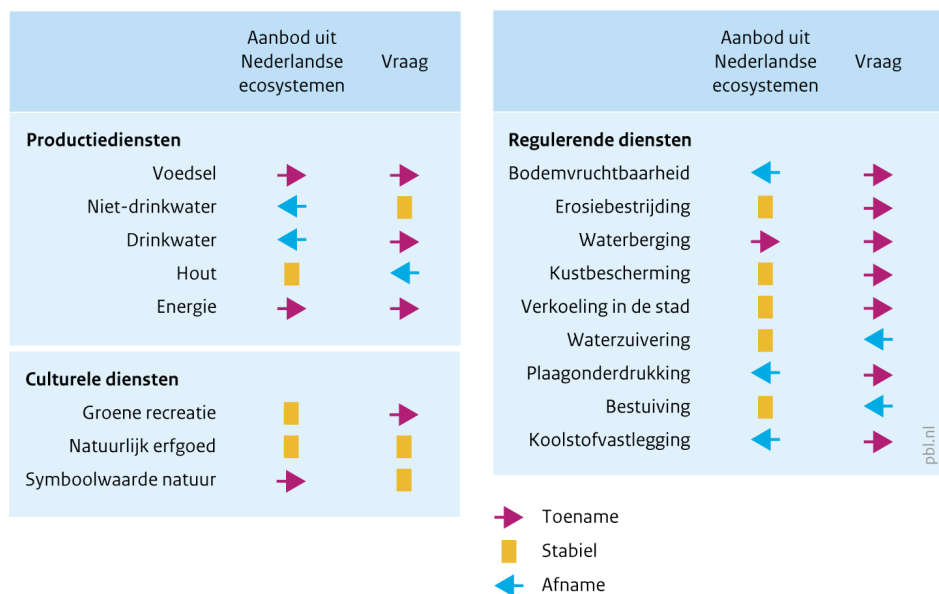 Aanbod uit
Nederlandse
ecosystemen
Vraag
Productiediensten
Voedsel
Niet-drinkwater
Drinkwater
Hout
Energie
Culturele diensten
Groene recreatie
Natuurlijk erfgoed
Symboolwaarde natuur
Aanbod uit
Nederlandse
ecosystemen
Vraag
Regulerende diensten
Bodemvruchtbaarheid
Erosiebestrijding
Waterberging
Kustbescherming
Verkoeling in de stad
Waterzuivering
Plaagonderdrukking
Bestuiving
Koolstofvastlegging
pbl.nl
Toename
Stabiel
Afname